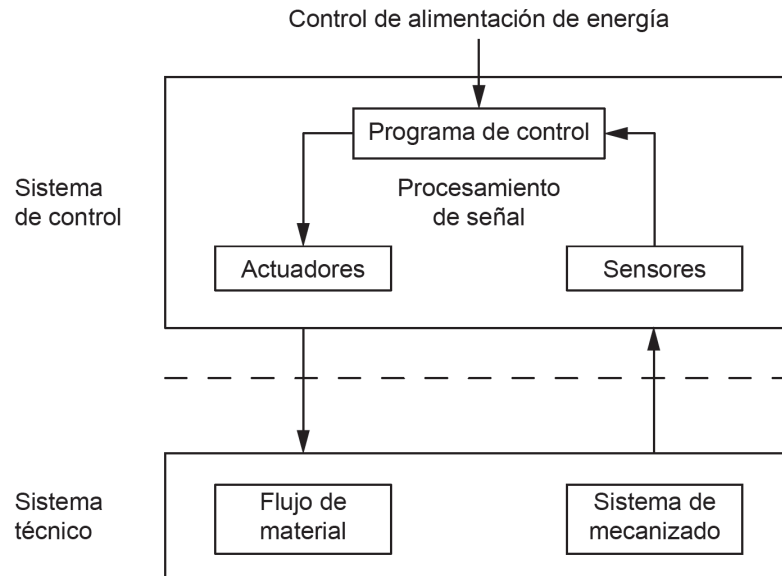 Control de alimentación de energía
Programa de control
Sistema
de control
Procesamiento
de señal
Actuadores
Sensores
Sistema
técnico
Flujo de
material
Sistema de
mecanizado